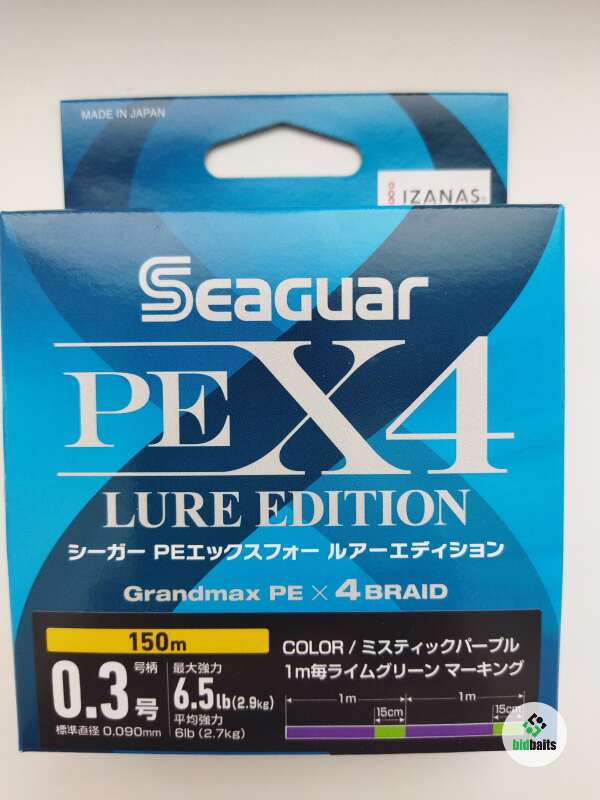 MADE IN JAPAN
IZANAS®
Seaguar
PEX4
LURE EDITION
シーガー PEエックスフォー ルアーエディション
Grandmax PE × 4 BRAID
150m
号柄
0.3号
標準直径 0.090mm
最大強力
6.5lb(2.9kg)
平均強力
6lb (2.7kg)
COLOR / ミスティックパープル
1m毎ライムグリーン マーキング
1m 1m
15cm 15cm
bidbaits